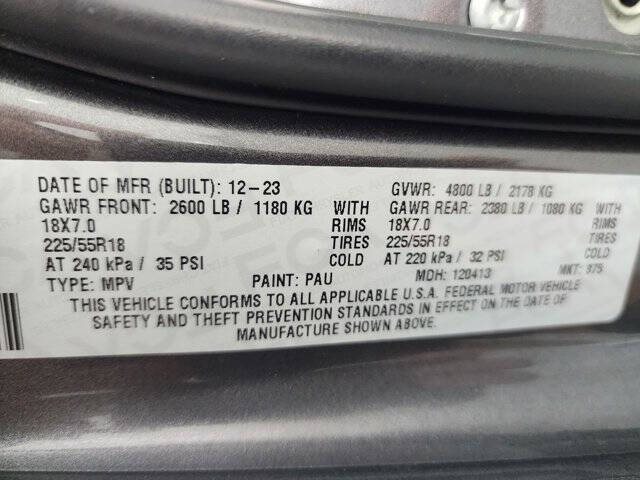 DATE OF MFR (BUILT): 12-23 GVWR: 4800 LB / 2178 KG
GAWR FRONT: 2600 LB / 1180 KG WITH GAWR REAR: 2380 LB / 1080 KG WITH
18X7.0 RIMS 18X7.0 RIMS
225/55R18 TIRES 225/55R18 TIRES
AT 240 kPa / 35 PSI COLD AT 220 kPa / 32 PSI COLD
TYPE: MPV PAINT: PAU MDH: 120413 MKT: 975
THIS VEHICLE CONFORMS TO ALL APPLICABLE U.S.A. FEDERAL MOTOR VEHICLE
SAFETY AND THEFT PREVENTION STANDARDS IN EFFECT ON THE DATE OF
MANUFACTURE SHOWN ABOVE.